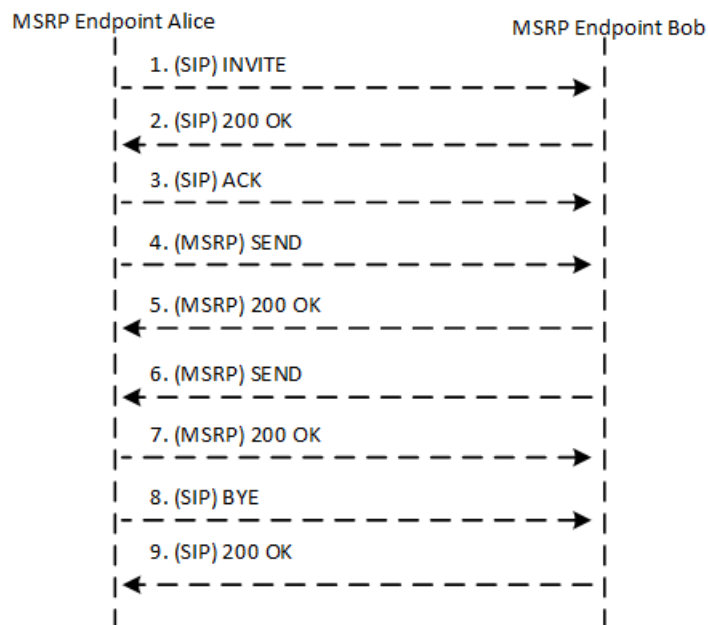 MSRP Endpoint Alice
MSRP Endpoint Bob
1. (SIP) INVITE
2. (SIP) 200 OK
3. (SIP) ACK
4. (MSRP) SEND
5. (MSRP) 200 OK
6. (MSRP) SEND
7. (MSRP) 200 OK
8. (SIP) BYE
9. (SIP) 200 OK